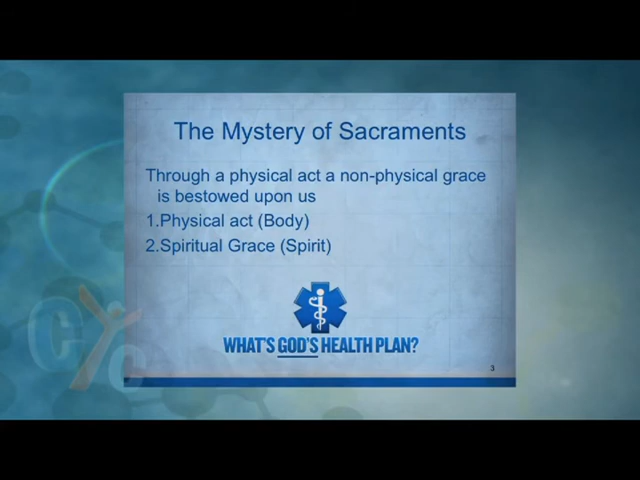 The Mystery of Sacraments
Through a physical act a non-physical grace
is bestowed upon us
1.Physical act (Body)
2.Spiritual Grace (Spirit)
WHAT'S GOD'S HEALTH PLAN?
3
CYC